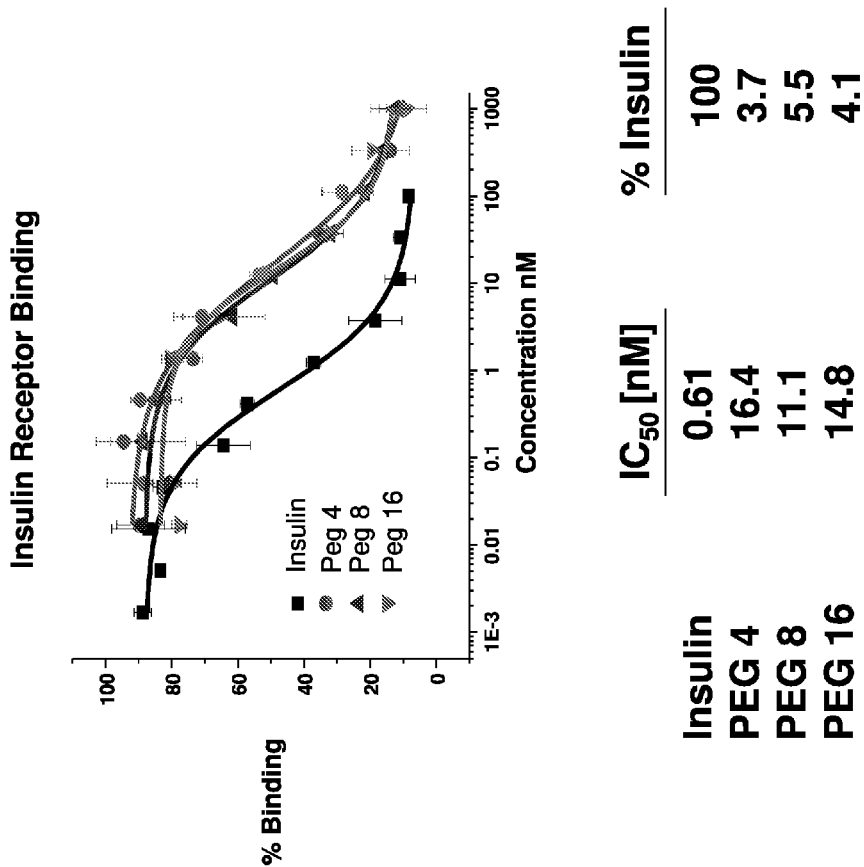 Insulin Receptor Binding
% Binding
100
80
60
40
20
0
Insulin
Peg 4
Peg 8
Peg 16
1E-3
0.01
0.1
1
10
100
1000
Concentration nM
IC50 [nM] % Insulin
Insulin 0.61 100
PEG 4 16.4 3.7
PEG 8 11.1 5.5
PEG 16 14.8 4.1